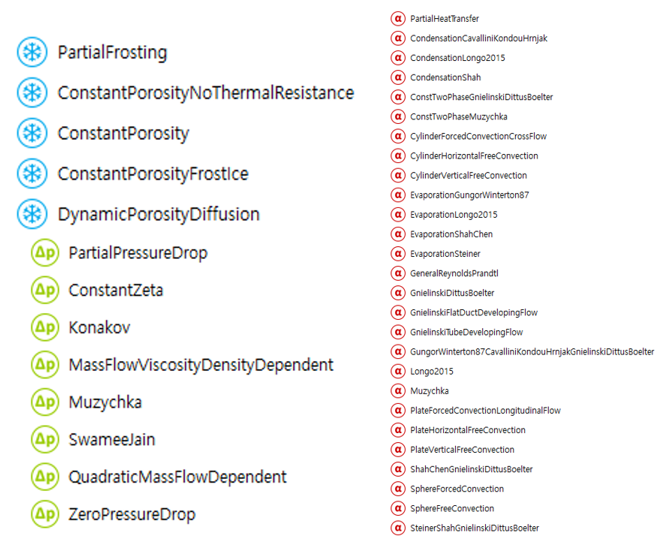 PartialFrosting
ConstantPorosityNoThermalResistance
ConstantPorosity
ConstantPorosityFrostIce
DynamicPorosityDiffusion
Δp PartialPressureDrop
Δp ConstantZeta
Δp Konakov
Δp MassFlowViscosityDensityDependent
Δp Muzychka
Δp SwameeJain
Δp QuadraticMassFlowDependent
Δp ZeroPressureDrop
α PartialHeatTransfer
α CondensationCavalliniKondouHrnjak
α CondensationLongo2015
α CondensationShah
α ConstTwoPhaseGnielinskiDittusBoelter
α ConstTwoPhaseMuzychka
α CylinderForcedConvectionCrossFlow
α CylinderHorizontalFreeConvection
α CylinderVerticalFreeConvection
α EvaporationGungorWinterton87
α EvaporationLongo2015
α EvaporationShahChen
α EvaporationSteiner
α GeneralReynoldsPrandtl
α GnielinskiDittusBoelter
α GnielinskiFlatDuctDevelopingFlow
α GnielinskiTubeDevelopingFlow
α GungorWinterton87CavalliniKondouHrnjakGnielinskiDittusBoelter
α Longo2015
α Muzychka
α PlateForcedConvectionLongitudinalFlow
α PlateHorizontalFreeConvection
α PlateVerticalFreeConvection
α ShahChenGnielinskiDittusBoelter
α SphereForcedConvection
α SphereFreeConvection
α SteinerShahGnielinskiDittusBoelter